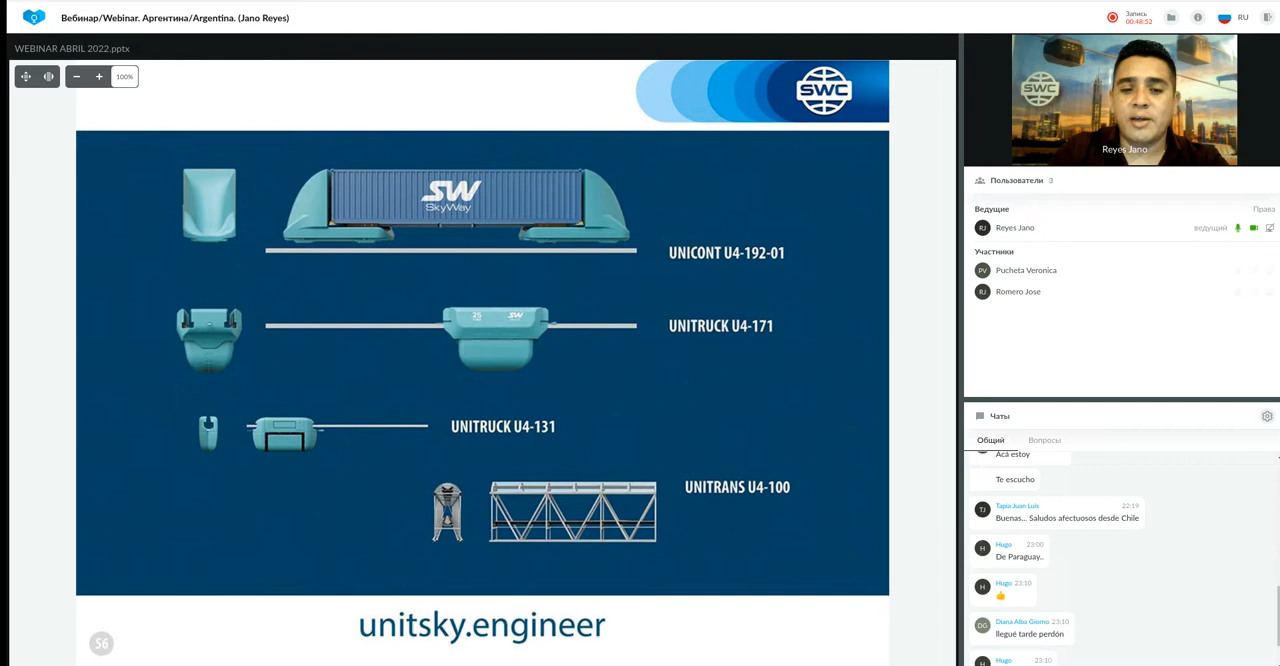 Вебинар/Webinar. Аргентина/Argentina. (Jano Reyes)
Запись
00:48:52
RU
WEBINAR ABRIL 2022.pptx
100%
SWC
SW
SkyWay
UNICONT U4-192-01
25
SW
UNITRUCK U4-171
UNITRUCK U4-131
UNITRANS U4-100
unitsky.engineer
56
SWC
Reyes Jano
Пользователи 3
Ведущие
Права
RJ
Reyes Jano
ведущий
Участники
PV
Pucheta Veronica
RJ
Romero Jose
Чаты
Общий
Вопросы
Acá estoy
Te escucho
TJ
Tapia Juan Luis 22:19
Buenas... Saludos afectuosos desde Chile
H
Hugo 23:00
De Paraguay..
H
Hugo 23:10
👍
DG
Diana Alba Giorno 23:10
llegué tarde perdón
H
Hugo 23:10